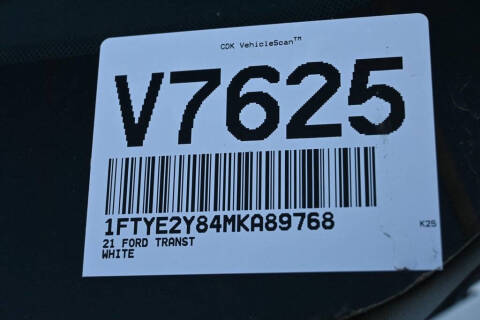 CDK VehicleScan™
V7625
1FTYE2Y84MKA89768
K25
21 FORD TRANST
WHITE